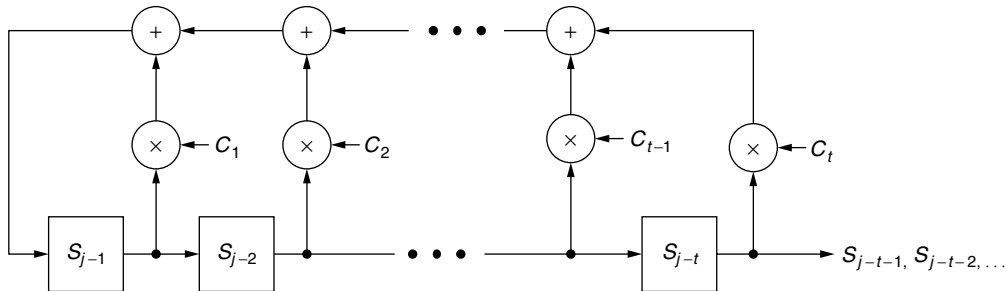 + + +
× C₁ × C₂ × Cₜ₋₁ × Cₜ
Sⱼ₋₁ Sⱼ₋₂ Sⱼ₋ₜ Sⱼ₋ₜ₋₁, Sⱼ₋ₜ₋₂, ...